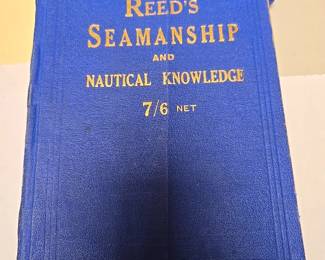 REED'S
SEAMANSHIP
AND
NAUTICAL KNOWLEDGE
7/6 NET